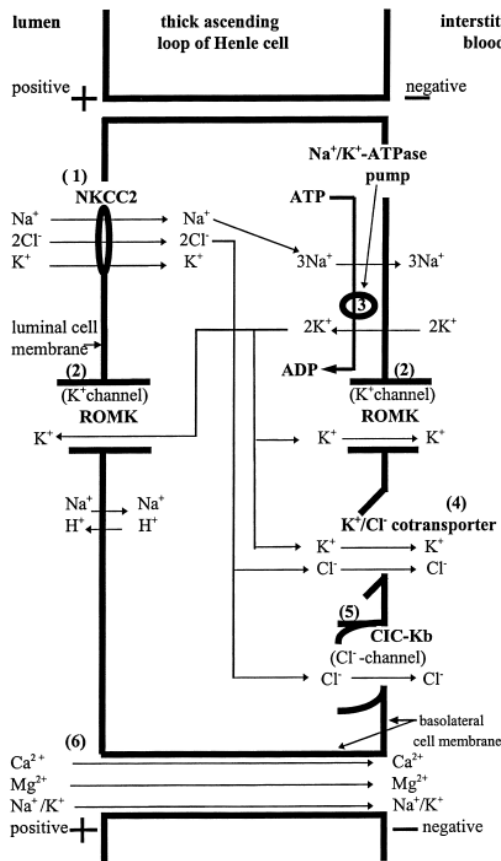 lumen thick ascending interstit
loop of Henle cell blood
positive + − negative
Na⁺/K⁺-ATPase
(1) pump
NKCC2 ATP
Na⁺ Na⁺
2Cl⁻ 2Cl⁻ 3Na⁺ 3Na⁺
K⁺ K⁺
3
2K⁺ 2K⁺
luminal cell
membrane
(2) ADP (2)
(K⁺channel) (K⁺channel)
ROMK ROMK
K⁺ K⁺ K⁺
Na⁺ Na⁺
(4)
H⁺ H⁺ K⁺/Cl⁻ cotransporter
K⁺ K⁺
Cl⁻ Cl⁻
(5)
CIC-Kb
(Cl⁻-channel)
Cl⁻ Cl⁻
basolateral
(6) cell membrane
Ca²⁺ Ca²⁺
Mg²⁺ Mg²⁺
Na⁺/K⁺ Na⁺/K⁺
positive + − negative